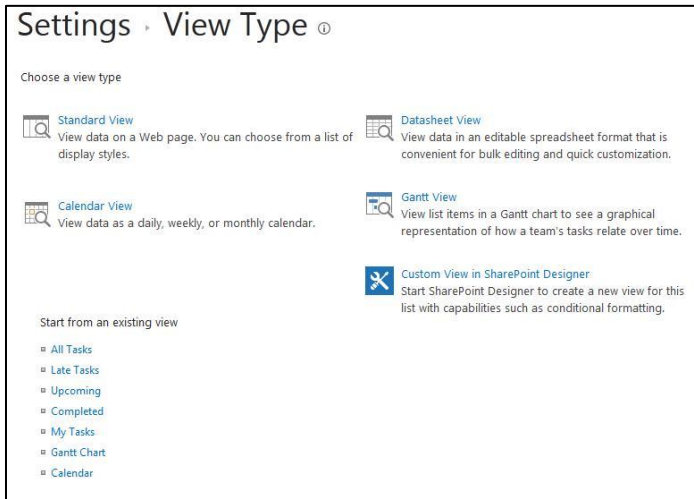 Settings › View Type
Choose a view type
Standard View
View data on a Web page. You can choose from a list of
display styles.
Datasheet View
View data in an editable spreadsheet format that is
convenient for bulk editing and quick customization.
Calendar View
View data as a daily, weekly, or monthly calendar.
Gantt View
View list items in a Gantt chart to see a graphical
representation of how a team's tasks relate over time.
Custom View in SharePoint Designer
Start SharePoint Designer to create a new view for this
list with capabilities such as conditional formatting.
Start from an existing view
All Tasks
Late Tasks
Upcoming
Completed
My Tasks
Gantt Chart
Calendar